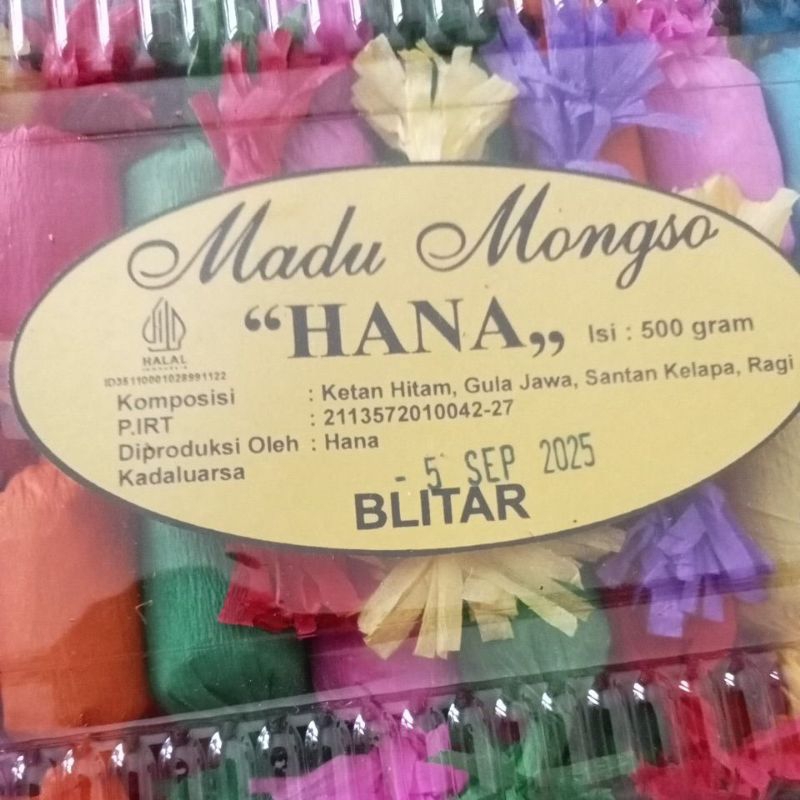 Madu Mongso
“HANA„ Isi : 500 gram
HALAL
INDONESIA
ID35110001028991122
Komposisi : Ketan Hitam, Gula Jawa, Santan Kelapa, Ragi
P.IRT : 2113572010042-27
Diproduksi Oleh : Hana
Kadaluarsa - 5 SEP 2025
BLITAR